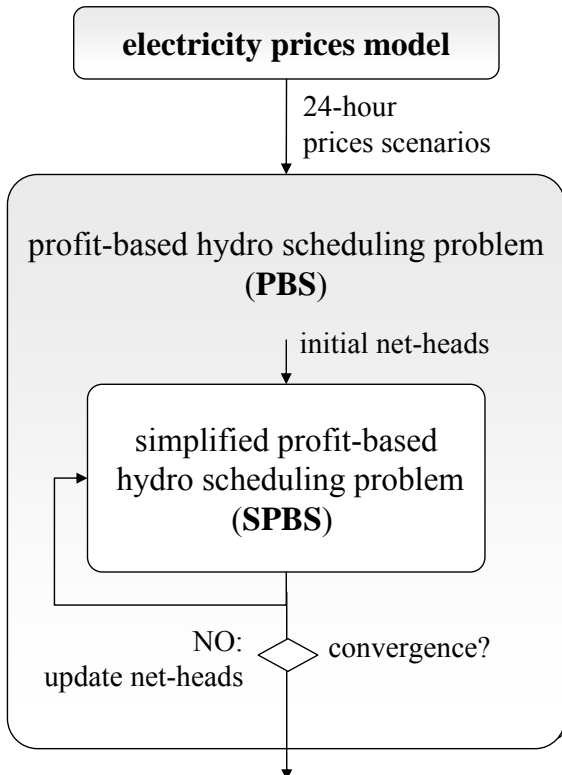 electricity prices model
24-hour
prices scenarios
profit-based hydro scheduling problem
(PBS)
initial net-heads
simplified profit-based
hydro scheduling problem
(SPBS)
NO:
update net-heads
convergence?